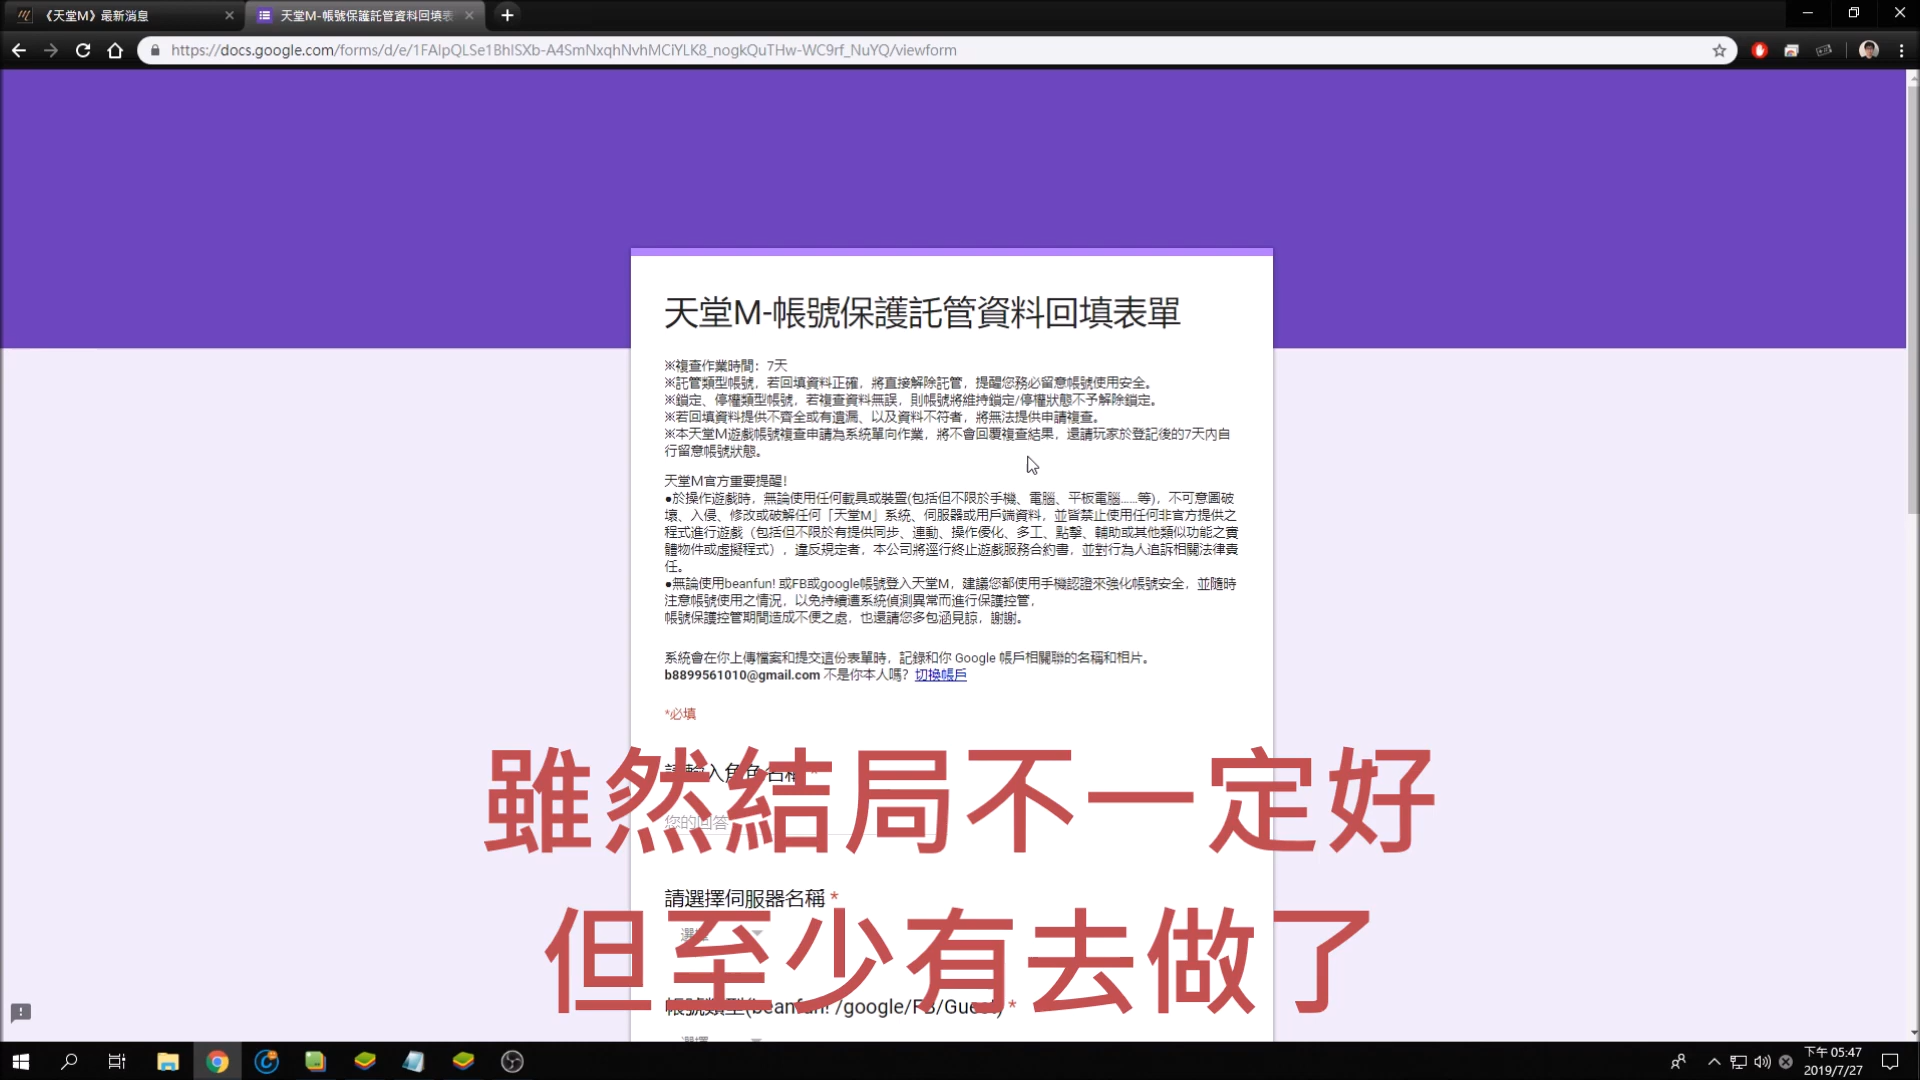 《天堂M》最新消息
天堂M-帳號保護託管資料回填表
https://docs.google.com/forms/d/e/1FAIpQLSe1BhlSXb-A4SmNxqhNvhMCiYLK8_nogkQuTHw-WC9rf_NuYQ/viewform
天堂M-帳號保護託管資料回填表單
※複查作業時間：7天
※託管類型帳號，若回填資料正確，將直接解除託管，提醒您務必留意帳號使用安全。
※鎖定、停權類型帳號，若複查資料無誤，則帳號將維持鎖定/停權狀態不予解除鎖定。
※若回填資料提供不齊全或有遺漏、以及資料不符者，將無法提供申請複查。
※本天堂M遊戲帳號複查申請為系統單向作業，將不會回覆複查結果，還請玩家於登記後的7天內自
行留意帳號狀態。
天堂M官方重要提醒！
●於操作遊戲時，無論使用任何載具或裝置(包括但不限於手機、電腦、平板電腦......等)，不可意圖破
壞、入侵、修改或破解任何「天堂M」系統、伺服器或用戶端資料，並皆禁止使用任何非官方提供之
程式進行遊戲（包括但不限於有提供同步、連動、操作優化、多工、點擊、輔助或其他類似功能之實
體物件或虛擬程式），違反規定者，本公司將逕行終止遊戲服務合約書，並對行為人追訴相關法律責
任。
●無論使用beanfun! 或FB或google帳號登入天堂M，建議您都使用手機認證來強化帳號安全，並隨時
注意帳號使用之情況，以免持續遭系統偵測異常而進行保護控管，
帳號保護控管期間造成不便之處，也還請您多包涵見諒，謝謝。
系統會在你上傳檔案和提交這份表單時，記錄和你 Google 帳戶相關聯的名稱和相片。
b8899561010@gmail.com 不是你本人嗎？ 切換帳戶
*必填
請輸入角色名稱 *
您的回答
雖然結局不一定好
請選擇伺服器名稱 *
選擇
但至少有去做了
帳號類型(beanfun! /google/FB/Guest) *
選擇
下午 05:47
2019/7/27